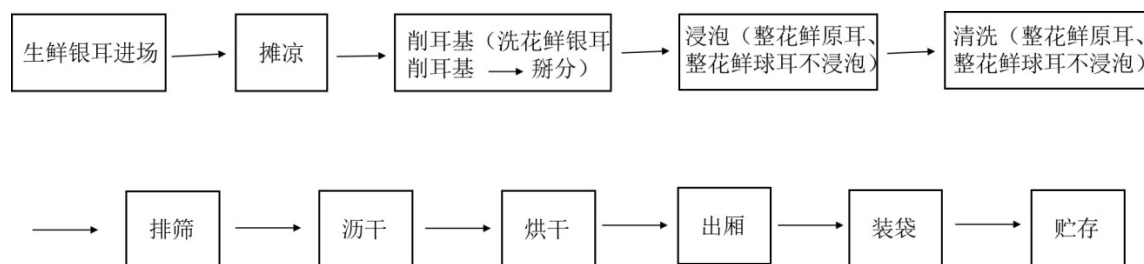 生鲜银耳进场
摊凉
削耳基（洗花鲜银耳
削耳基 → 掰分）
浸泡（整花鲜原耳、
整花鲜球耳不浸泡）
清洗（整花鲜原耳、
整花鲜球耳不浸泡）
排筛
沥干
烘干
出厢
装袋
贮存